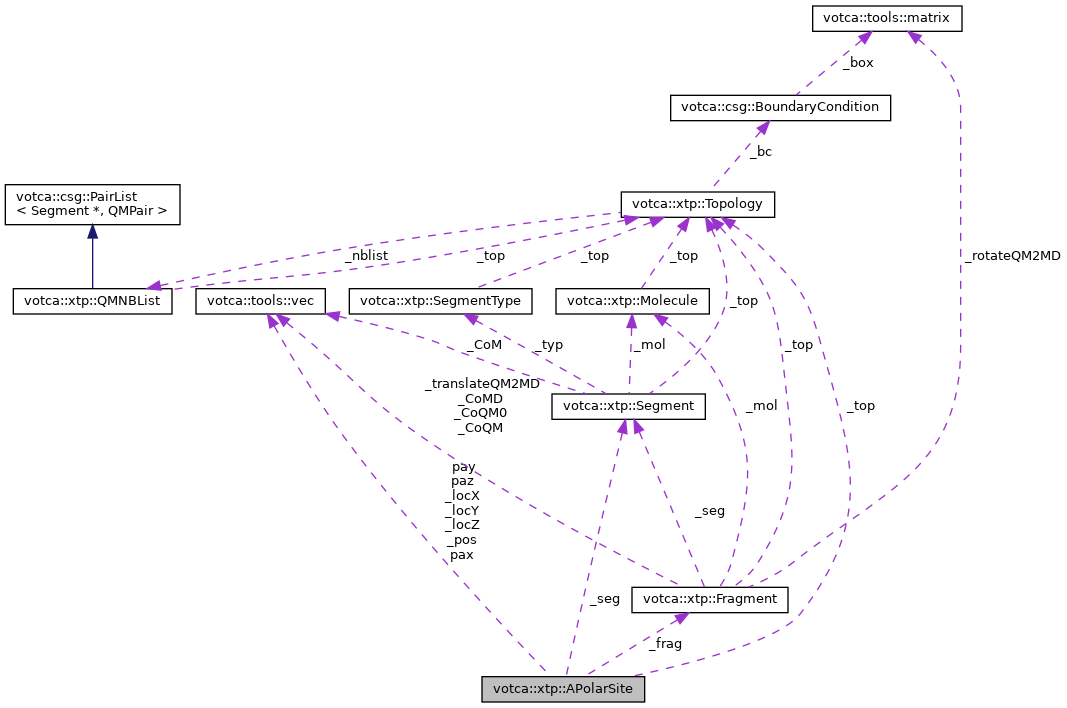 votca::tools::matrix
_box
votca::csg::BoundaryCondition
_bc
votca::csg::PairList
< Segment *, QMPair >
votca::xtp::Topology
_nblist
_top
_top
_top
_rotateQM2MD
votca::xtp::QMNBList
votca::tools::vec
votca::xtp::SegmentType
votca::xtp::Molecule
_top
_CoM
_typ
_mol
_top
_translateQM2MD
_CoMD
_CoQM0
_CoQM
votca::xtp::Segment
_mol
_top
pay
paz
_locX
_locY
_locZ
_pos
pax
_seg
_seg
votca::xtp::Fragment
_frag
votca::xtp::APolarSite